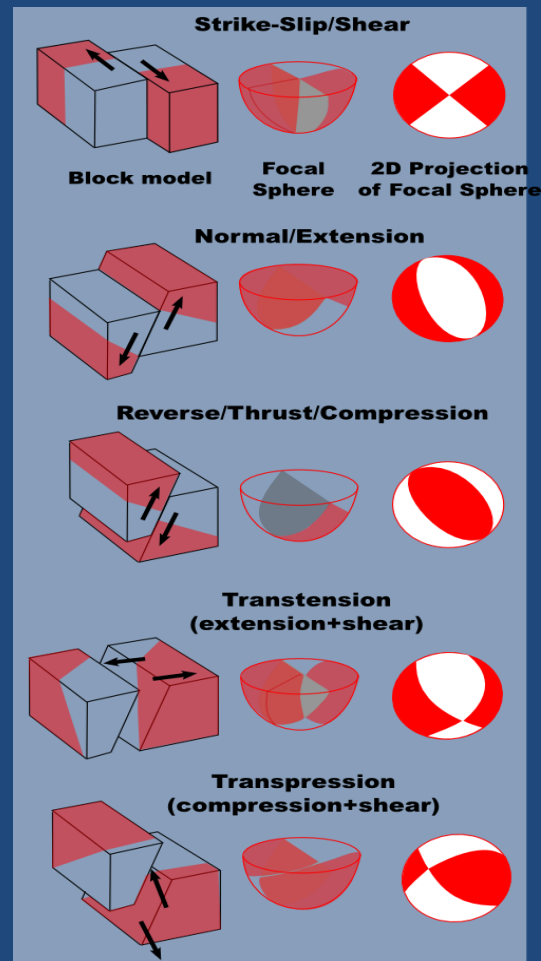 Strike-Slip/Shear
Block model
Focal
Sphere
2D Projection
of Focal Sphere
Normal/Extension
Reverse/Thrust/Compression
Transtension
(extension+shear)
Transpression
(compression+shear)